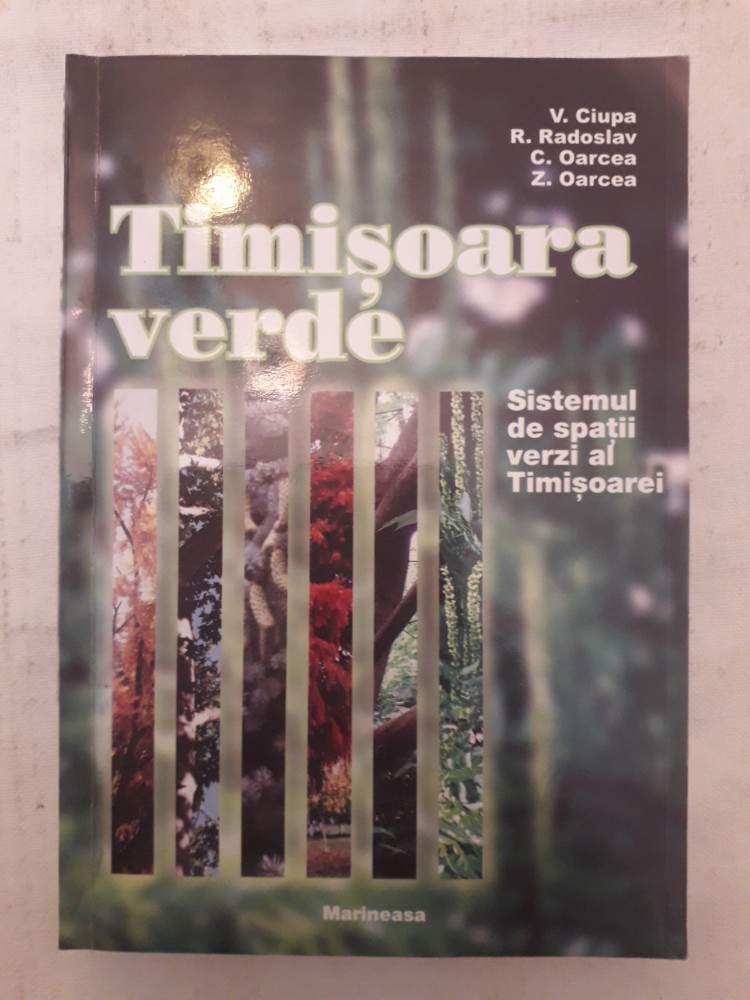 V. Ciupa
R. Radoslav
C. Oarcea
Z. Oarcea
Timișoara
verde
Sistemul
de spații
verzi al
Timișoarei
Marineasa